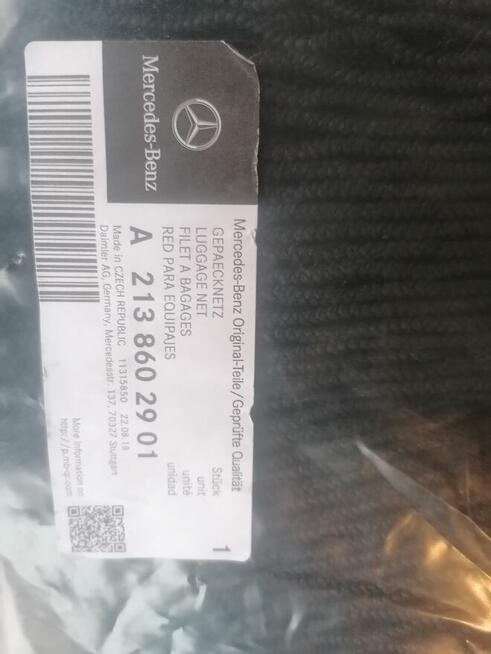 Mercedes-Benz
Mercedes-Benz Original-Teile/Geprüfte Qualität
GEPAECKNETZ
LUGGAGE NET
FILET A BAGAGES
RED PARA EQUIPAJES
Stück
unit
unité
unidad
1
A 213 860 29 01
Made in CZECH REPUBLIC 11315850 22.08.18
Daimler AG, Germany, Mercedesstr. 137, 70327 Stuttgart
More information on
http://p.mb-qr.com